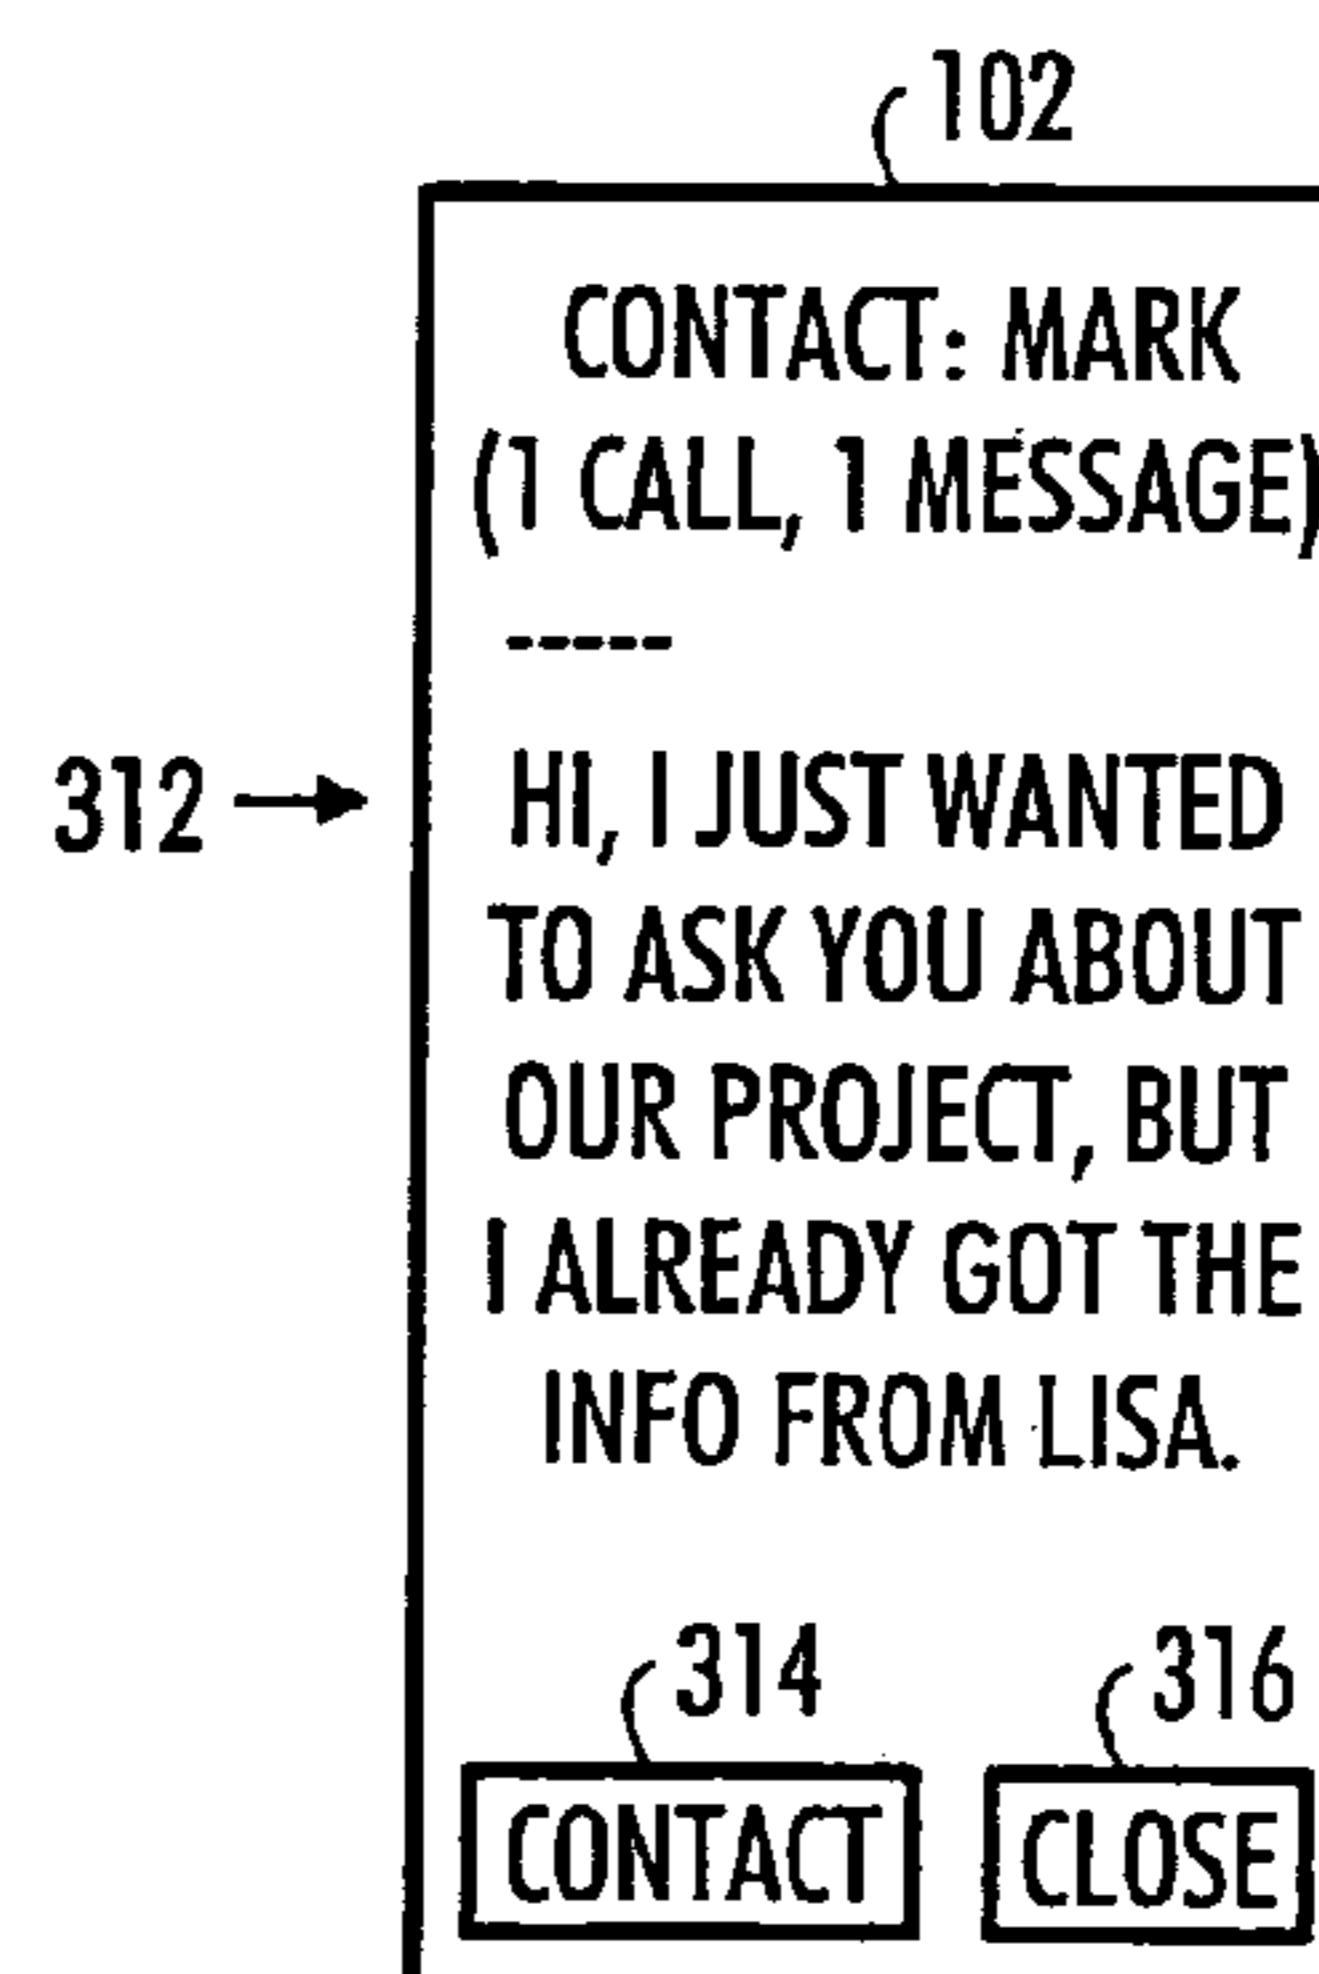 102
CONTACT: MARK
(1 CALL, 1 MESSAGE)
-----
312
HI, I JUST WANTED
TO ASK YOU ABOUT
OUR PROJECT, BUT
I ALREADY GOT THE
INFO FROM LISA.
314
316
CONTACT
CLOSE